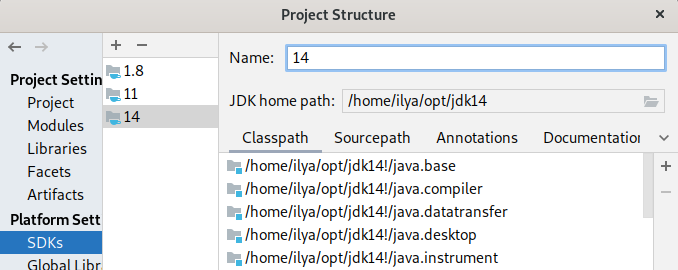 Project Structure
Project Settin
Project
Modules
Libraries
Facets
Artifacts
Platform Sett
SDKs
Global Libr
1.8
11
14
Name: 14
JDK home path: /home/ilya/opt/jdk14
Classpath Sourcepath Annotations Documentation
/home/ilya/opt/jdk14!/java.base
/home/ilya/opt/jdk14!/java.compiler
/home/ilya/opt/jdk14!/java.datatransfer
/home/ilya/opt/jdk14!/java.desktop
/home/ilya/opt/jdk14!/java.instrument